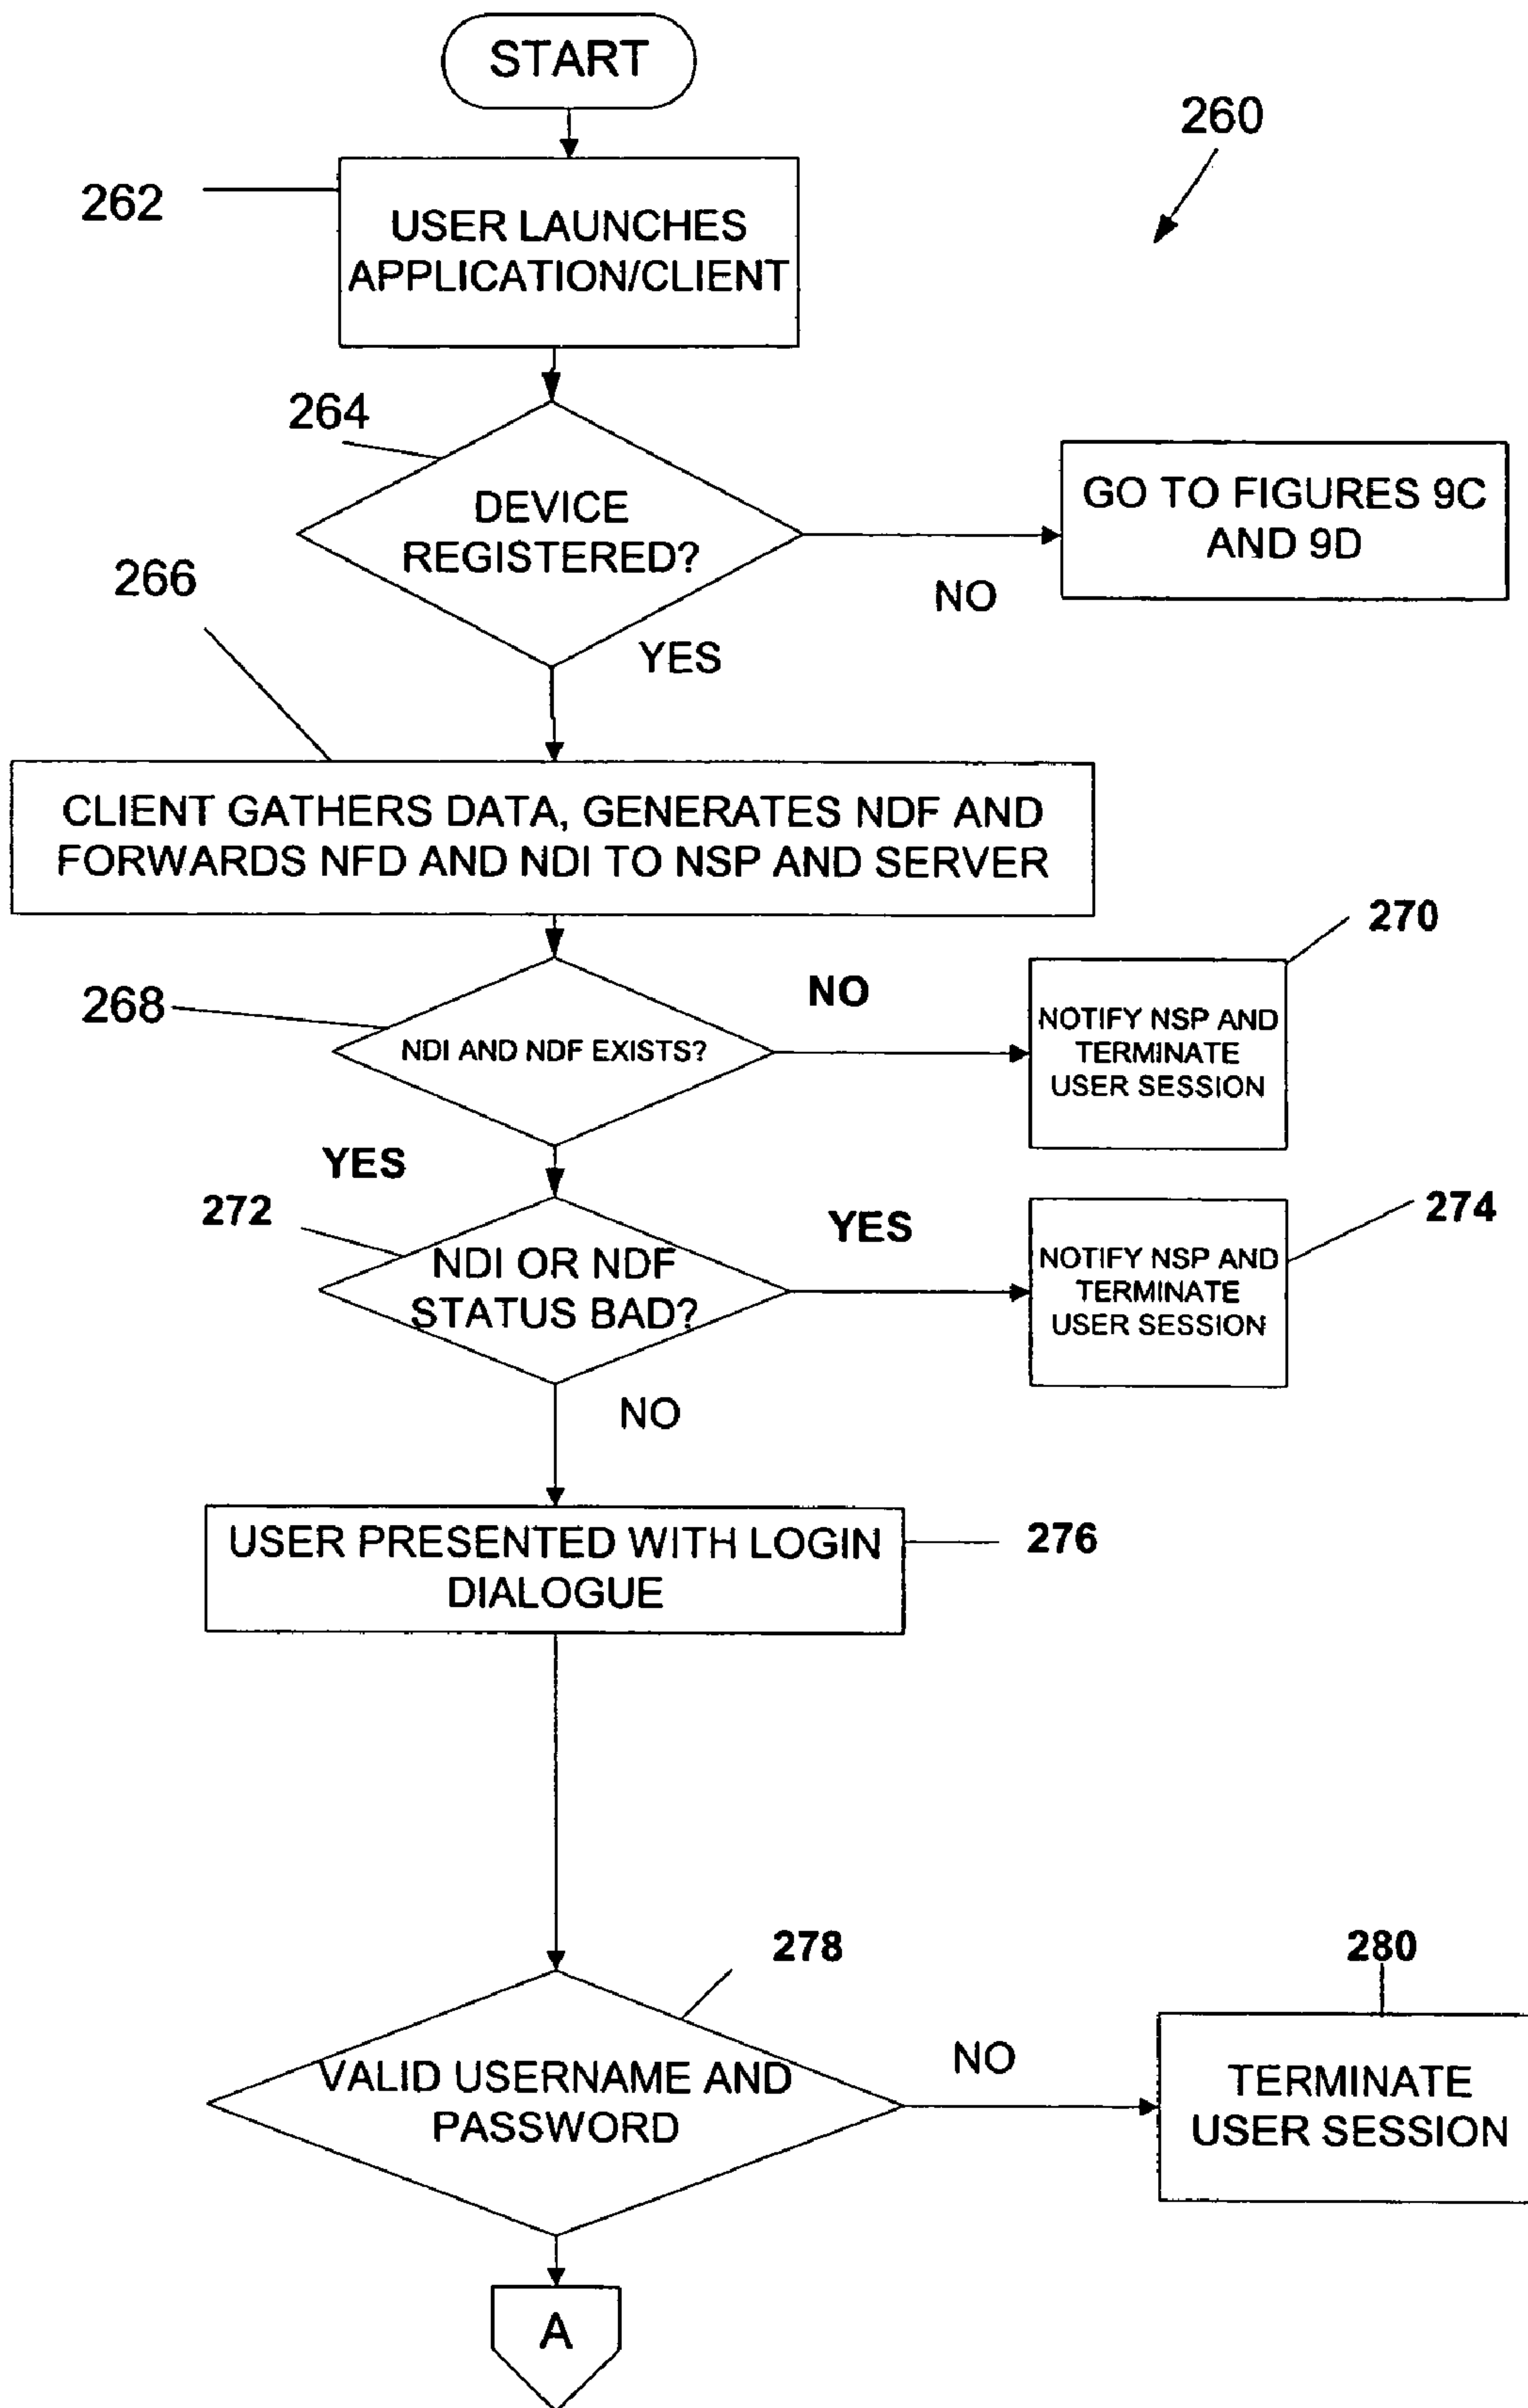 START
260
262
USER LAUNCHES
APPLICATION/CLIENT
264
DEVICE
REGISTERED?
GO TO FIGURES 9C
AND 9D
NO
266
YES
CLIENT GATHERS DATA, GENERATES NDF AND
FORWARDS NFD AND NDI TO NSP AND SERVER
270
268
NDI AND NDF EXISTS?
NO
NOTIFY NSP AND
TERMINATE
USER SESSION
YES
272
NDI OR NDF
STATUS BAD?
YES
274
NOTIFY NSP AND
TERMINATE
USER SESSION
NO
USER PRESENTED WITH LOGIN
DIALOGUE
276
278
280
VALID USERNAME AND
PASSWORD
NO
TERMINATE
USER SESSION
A